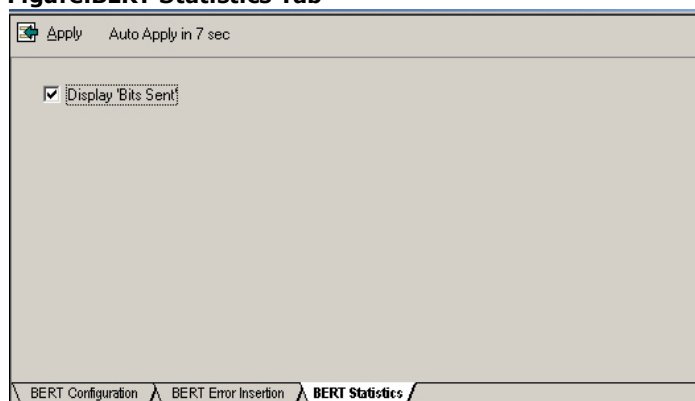 Figure:BERT Statistics Tab
Apply Auto Apply in 7 sec
Display 'Bits Sent'
BERT Configuration BERT Error Insertion BERT Statistics